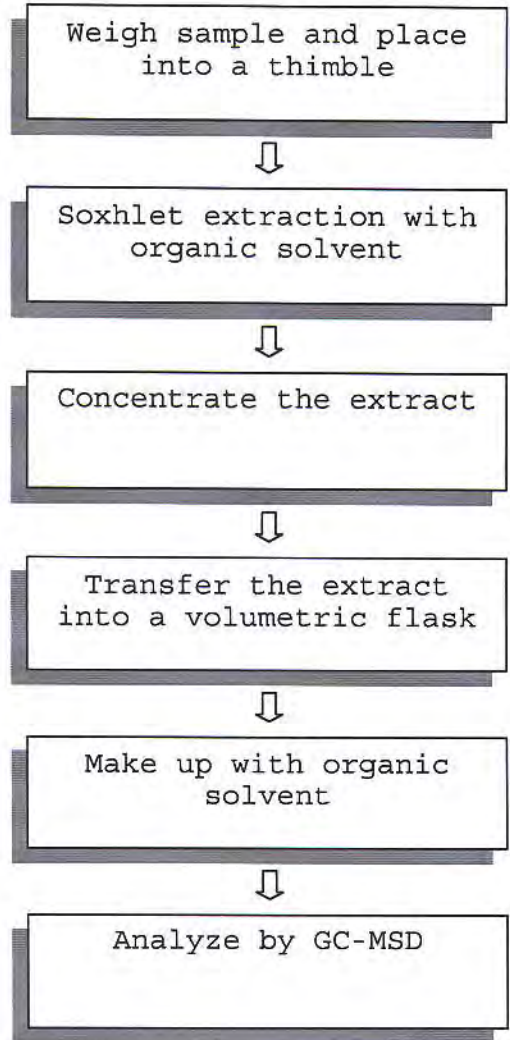 Weigh sample and place
into a thimble
Soxhlet extraction with
organic solvent
Concentrate the extract
Transfer the extract
into a volumetric flask
Make up with organic
solvent
Analyze by GC-MSD